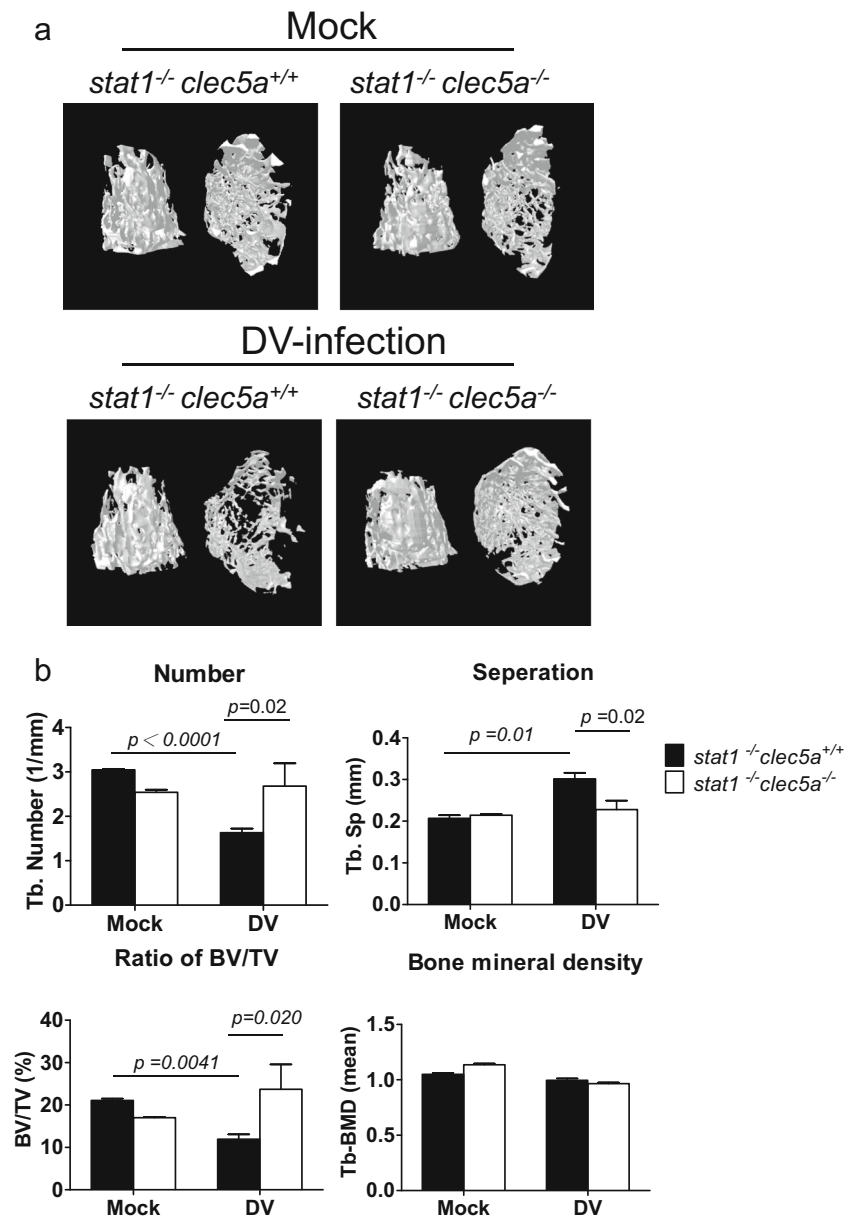 a
Mock
stat1-/- clec5a+/+
stat1-/- clec5a-/-
DV-infection
stat1-/- clec5a+/+
stat1-/- clec5a-/-
b
Number
Tb. Number (1/mm)
4
3
2
1
0
p < 0.0001
p=0.02
Mock
DV
Seperation
Tb. Sp (mm)
0.4
0.3
0.2
0.0
p =0.01
p =0.02
Mock
DV
stat1 -/-clec5a+/+
stat1 -/-clec5a-/-
Ratio of BV/TV
BV/TV (%)
40
30
20
10
0
p =0.0041
p=0.020
Mock
DV
Bone mineral density
Tb-BMD (mean)
1.5
1.0
0.5
0.0
Mock
DV